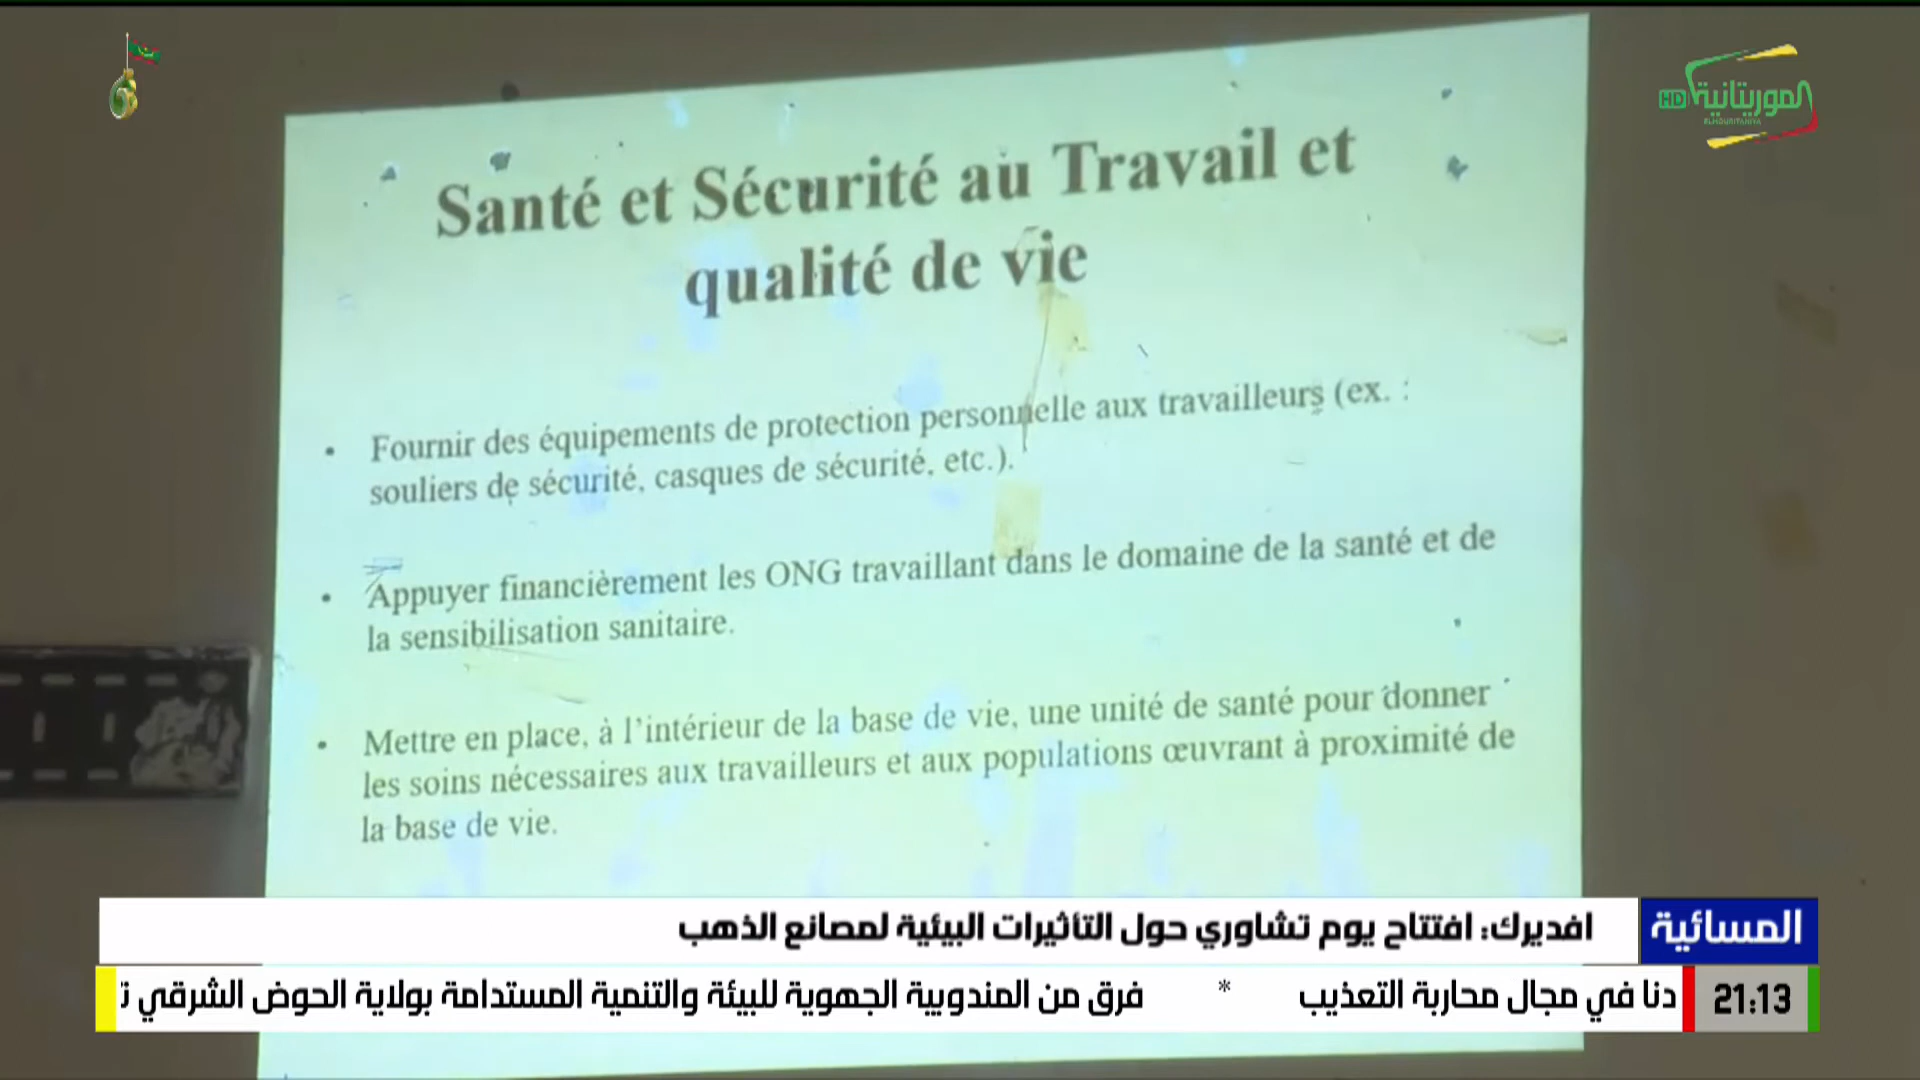 الموريتانية
HD
ELMOURITANIYA
Santé et Sécurité au Travail et
qualité de vie
• Fournir des équipements de protection personnelle aux travailleurs (ex. :
souliers de sécurité, casques de sécurité, etc.).
• Appuyer financièrement les ONG travaillant dans le domaine de la santé et de
la sensibilisation sanitaire.
• Mettre en place, à l’intérieur de la base de vie, une unité de santé pour donner
les soins nécessaires aux travailleurs et aux populations œuvrant à proximité de
la base de vie.
المسائية
افديرك: افتتاح يوم تشاوري حول التأثيرات البيئية لمصانع الذهب
21:13
دنا في مجال محاربة التعذيب * فرق من المندوبية الجهوية للبيئة والتنمية المستدامة بولاية الحوض الشرقي